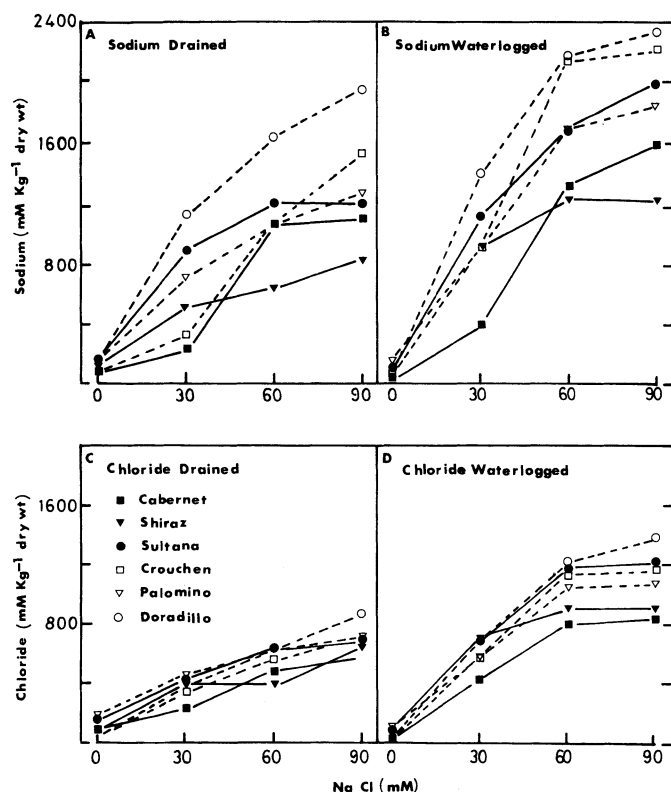 2400
1600
800
Sodium (mM Kg⁻¹ dry wt)
A
Sodium Drained
B
Sodium Waterlogged
0 30 60 90
0 30 60 90
1600
800
Chloride (mM Kg⁻¹ dry wt)
C
Chloride Drained
Cabernet
Shiraz
Sultana
Crouchen
Palomino
Doradillo
D
Chloride Waterlogged
0 30 60 90
0 30 60 90
Na Cl (mM)